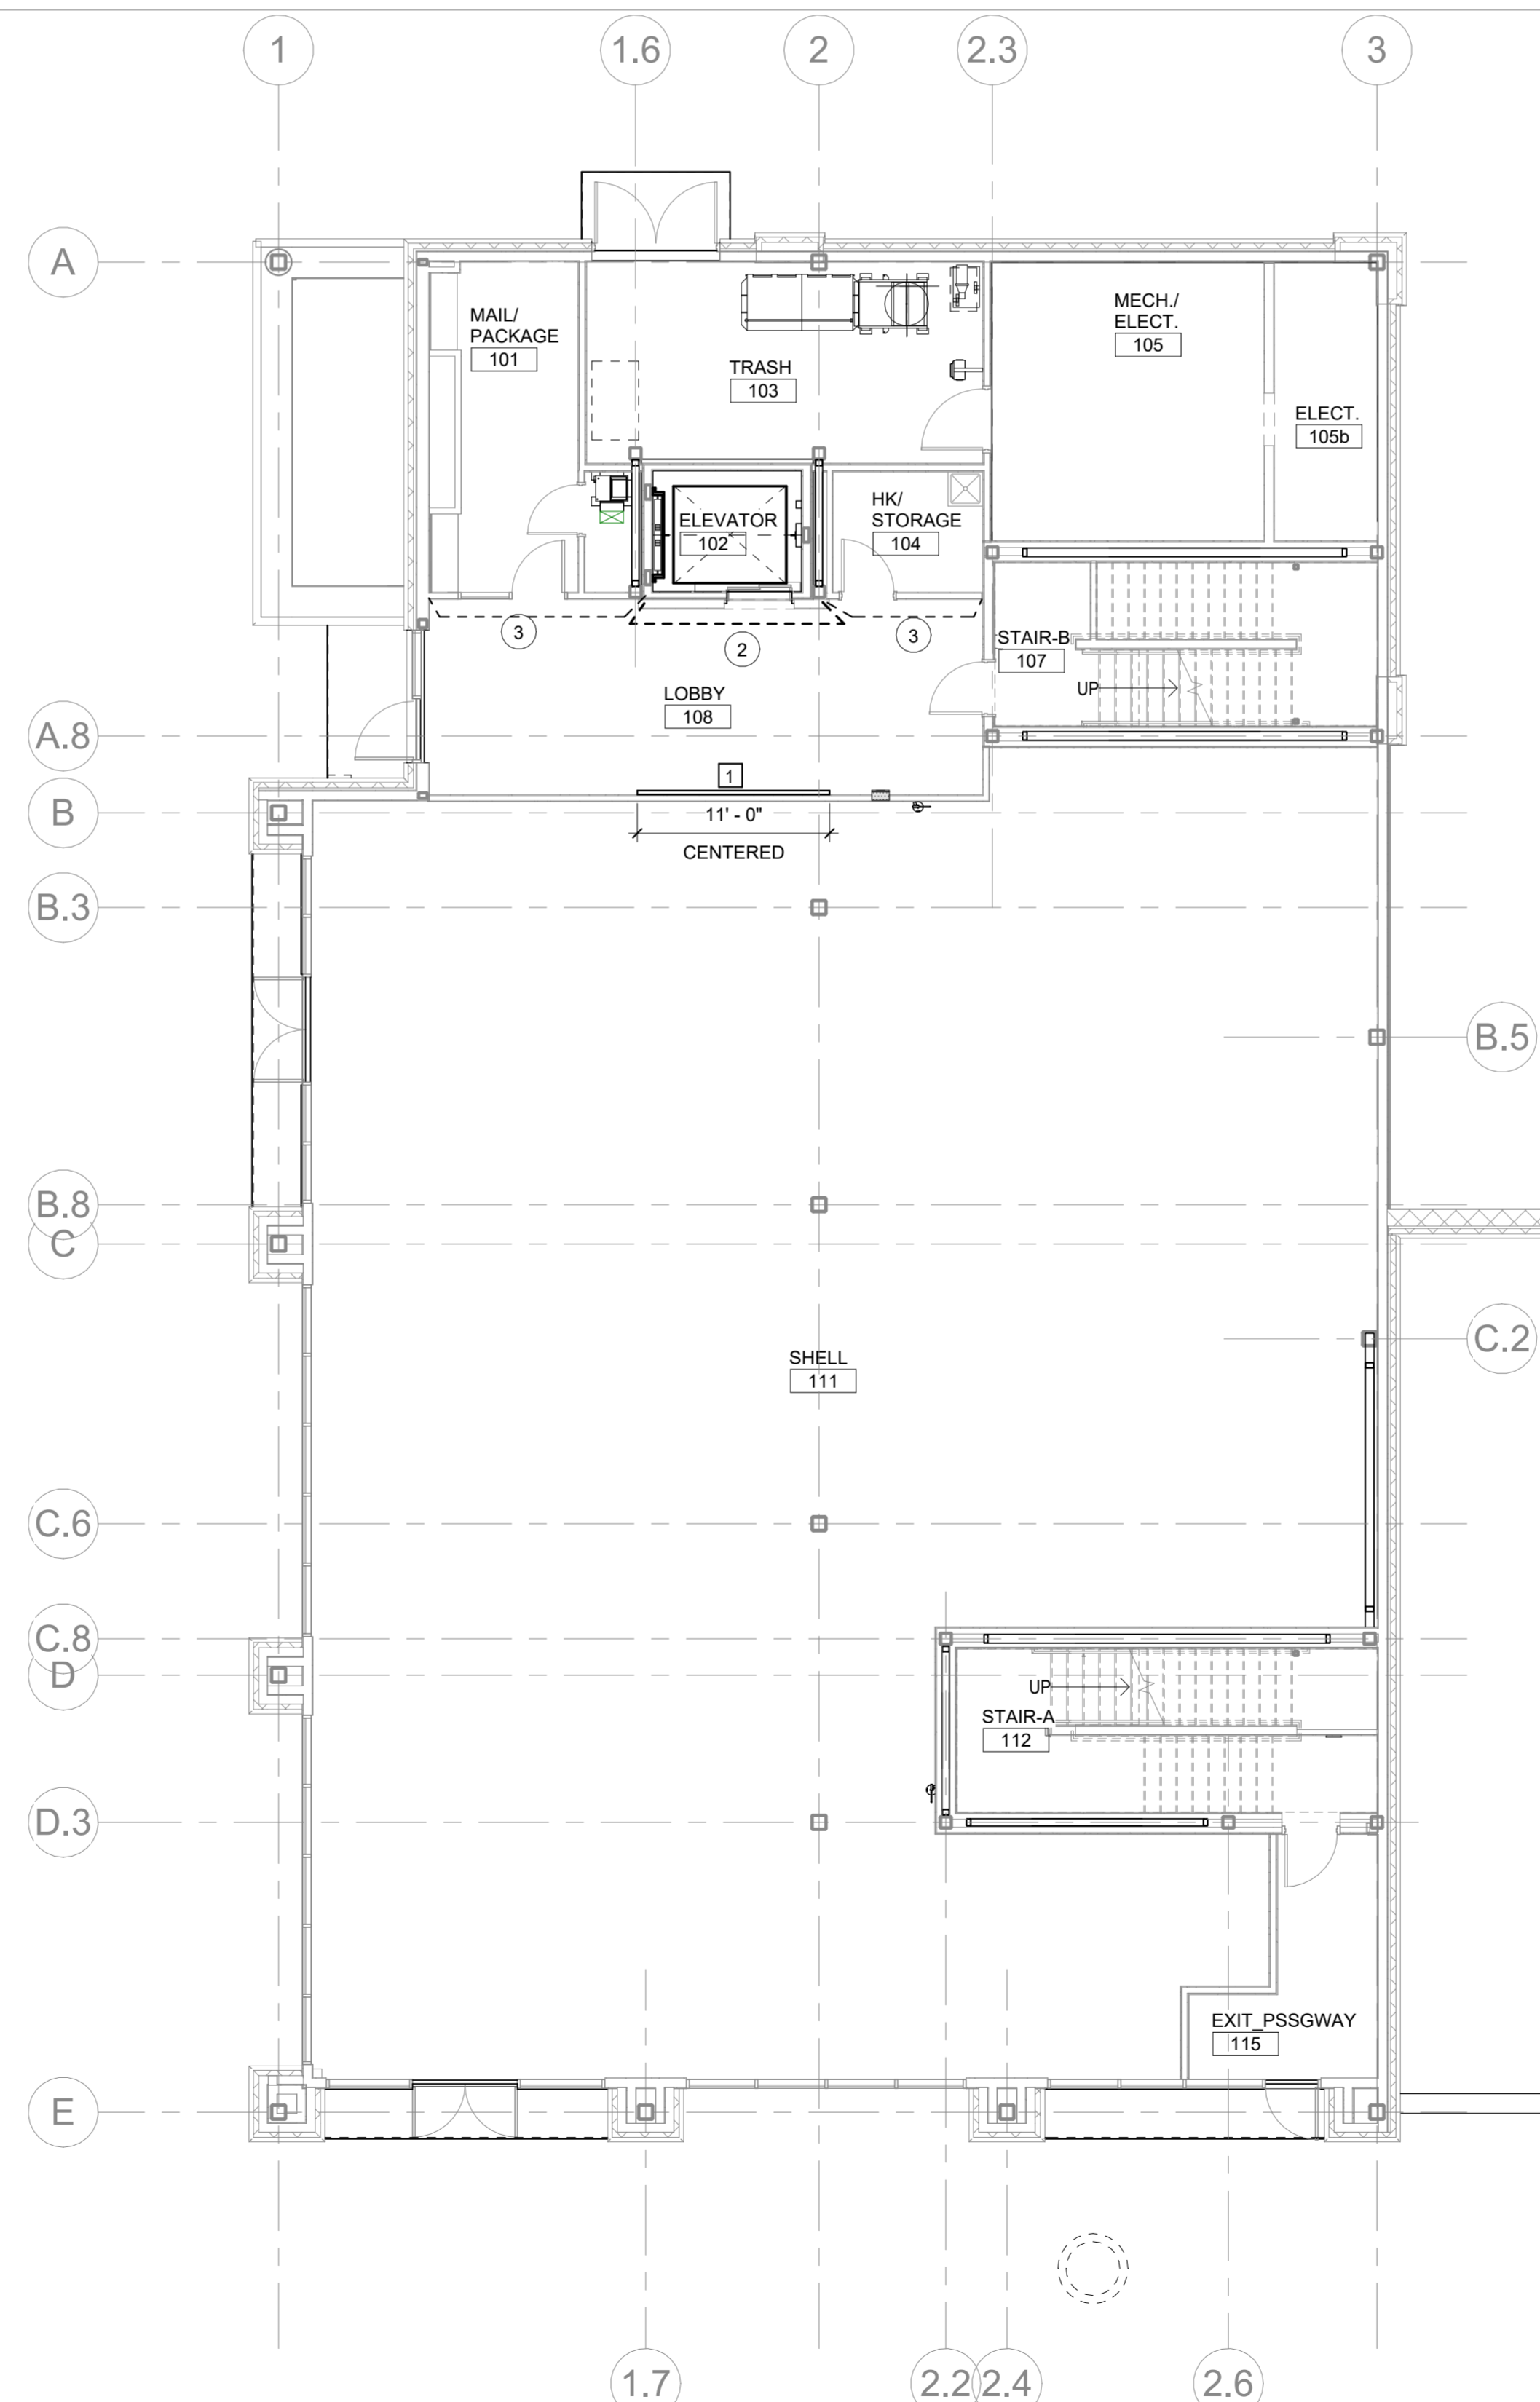 1
1.6
2
2.3
3
A
MAIL/
PACKAGE
101
MECH./
ELECT.
105
TRASH
103
ELECT.
105b
ELEVATOR
102
HK/
STORAGE
104
3
2
3
STAIR-B
107
UP
LOBBY
108
A.8
1
B
11' - 0"
CENTERED
B.3
B.5
B.8
C
C.2
SHELL
111
C.6
C.8
D
UP
STAIR-A
112
D.3
EXIT_PSSGWAY
115
E
1.7
2.2
2.4
2.6